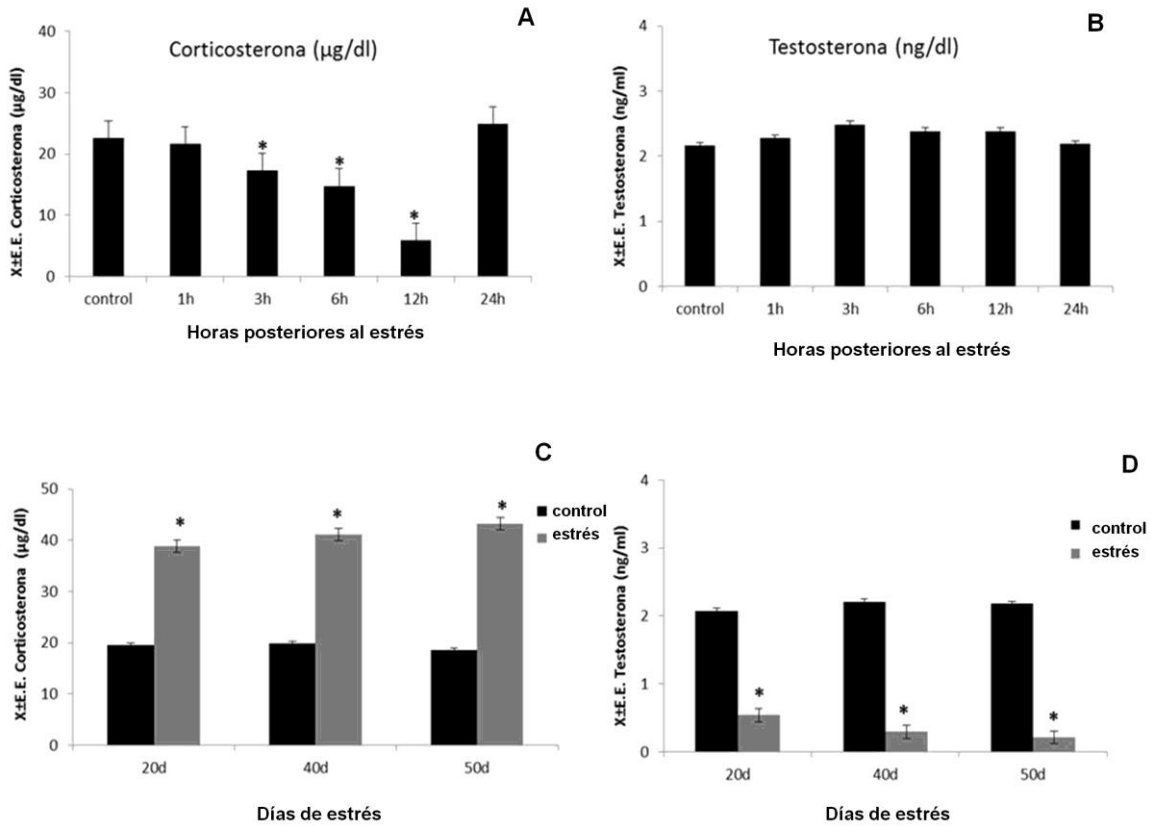 A
Corticosterona (µg/dl)
X±E.E. Corticosterona (µg/dl)
40
30
20
10
0
*
*
*
control 1h 3h 6h 12h 24h
Horas posteriores al estrés
B
Testosterona (ng/dl)
X±E.E. Testosterona (ng/ml)
4
3
2
1
0
control 1h 3h 6h 12h 24h
Horas posteriores al estrés
C
X±E.E. Corticosterona (µg/dl)
50
40
30
20
10
0
*
*
*
control
estrés
20d 40d 50d
Días de estrés
D
X±E.E. Testosterona (ng/ml)
4
3
2
1
0
*
*
*
control
estrés
20d 40d 50d
Días de estrés